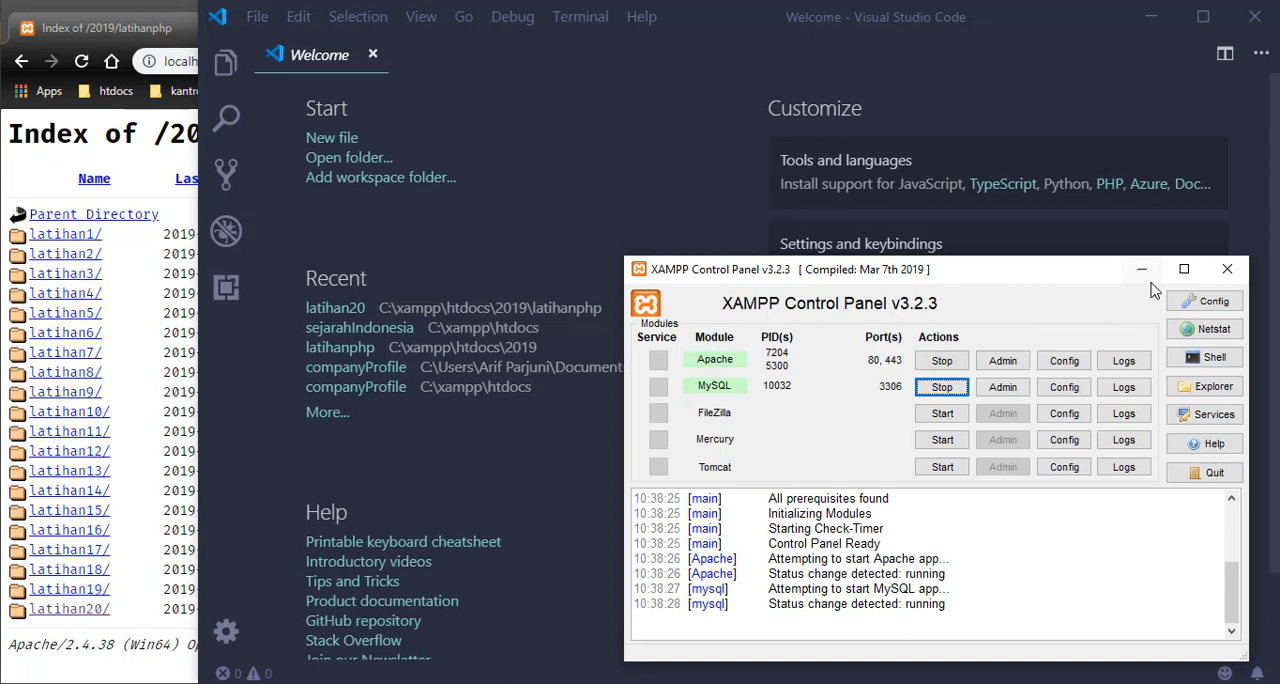 Index of /2019/latihanphp
Apps
htdocs
Index of
Name
Parent Directory
latihan1/ 2019-
latihan2/ 2019-
latihan3/ 2019-
latihan4/ 2019-
latihan5/ 2019-
latihan6/ 2019-
latihan7/ 2019-
latihan8/ 2019-
latihan9/ 2019-
latihan10/ 2019-
latihan11/ 2019-
latihan12/ 2019-
latihan13/ 2019-
latihan14/ 2019-
latihan15/ 2019-
latihan16/ 2019-
latihan17/ 2019-
latihan18/ 2019-
latihan19/ 2019-
latihan20/ 2019-
Apache/2.4.38 (Win64)
File Edit Selection View Go Debug Terminal Help
Welcome - Visual Studio Code
Welcome
Start
New file
Open folder...
Add workspace folder...
Recent
latihan20 C:\xampp\htdocs\2019\latihanphp
sejarahIndonesia C:\xampp\htdocs
latihanphp C:\xampp\htdocs\2019
companyProfile C:\Users\Arif Parjuni\Document
companyProfile C:\xampp\htdocs
More...
Help
Printable keyboard cheatsheet
Introductory videos
Tips and Tricks
Product documentation
GitHub repository
Stack Overflow
Join our Newsletter
0 0
Customize
Tools and languages
Install support for JavaScript, TypeScript, Python, PHP, Azure, Doc...
Settings and keybindings
XAMPP Control Panel v3.2.3 [ Compiled: Mar 7th 2019 ]
XAMPP Control Panel v3.2.3
Modules
Service Module PID(s) Port(s) Actions
Apache 7204 5300 80, 443 Stop Admin Config Logs
MySQL 10032 3306 Stop Admin Config Logs
FileZilla Start Admin Config Logs
Mercury Start Admin Config Logs
Tomcat Start Admin Config Logs
Config
Netstat
Shell
Explorer
Services
Help
Quit
10:38:25 [main] All prerequisites found
10:38:25 [main] Initializing Modules
10:38:25 [main] Starting Check-Timer
10:38:25 [main] Control Panel Ready
10:38:26 [Apache] Attempting to start Apache app...
10:38:26 [Apache] Status change detected: running
10:38:27 [mysql] Attempting to start MySQL app...
10:38:28 [mysql] Status change detected: running